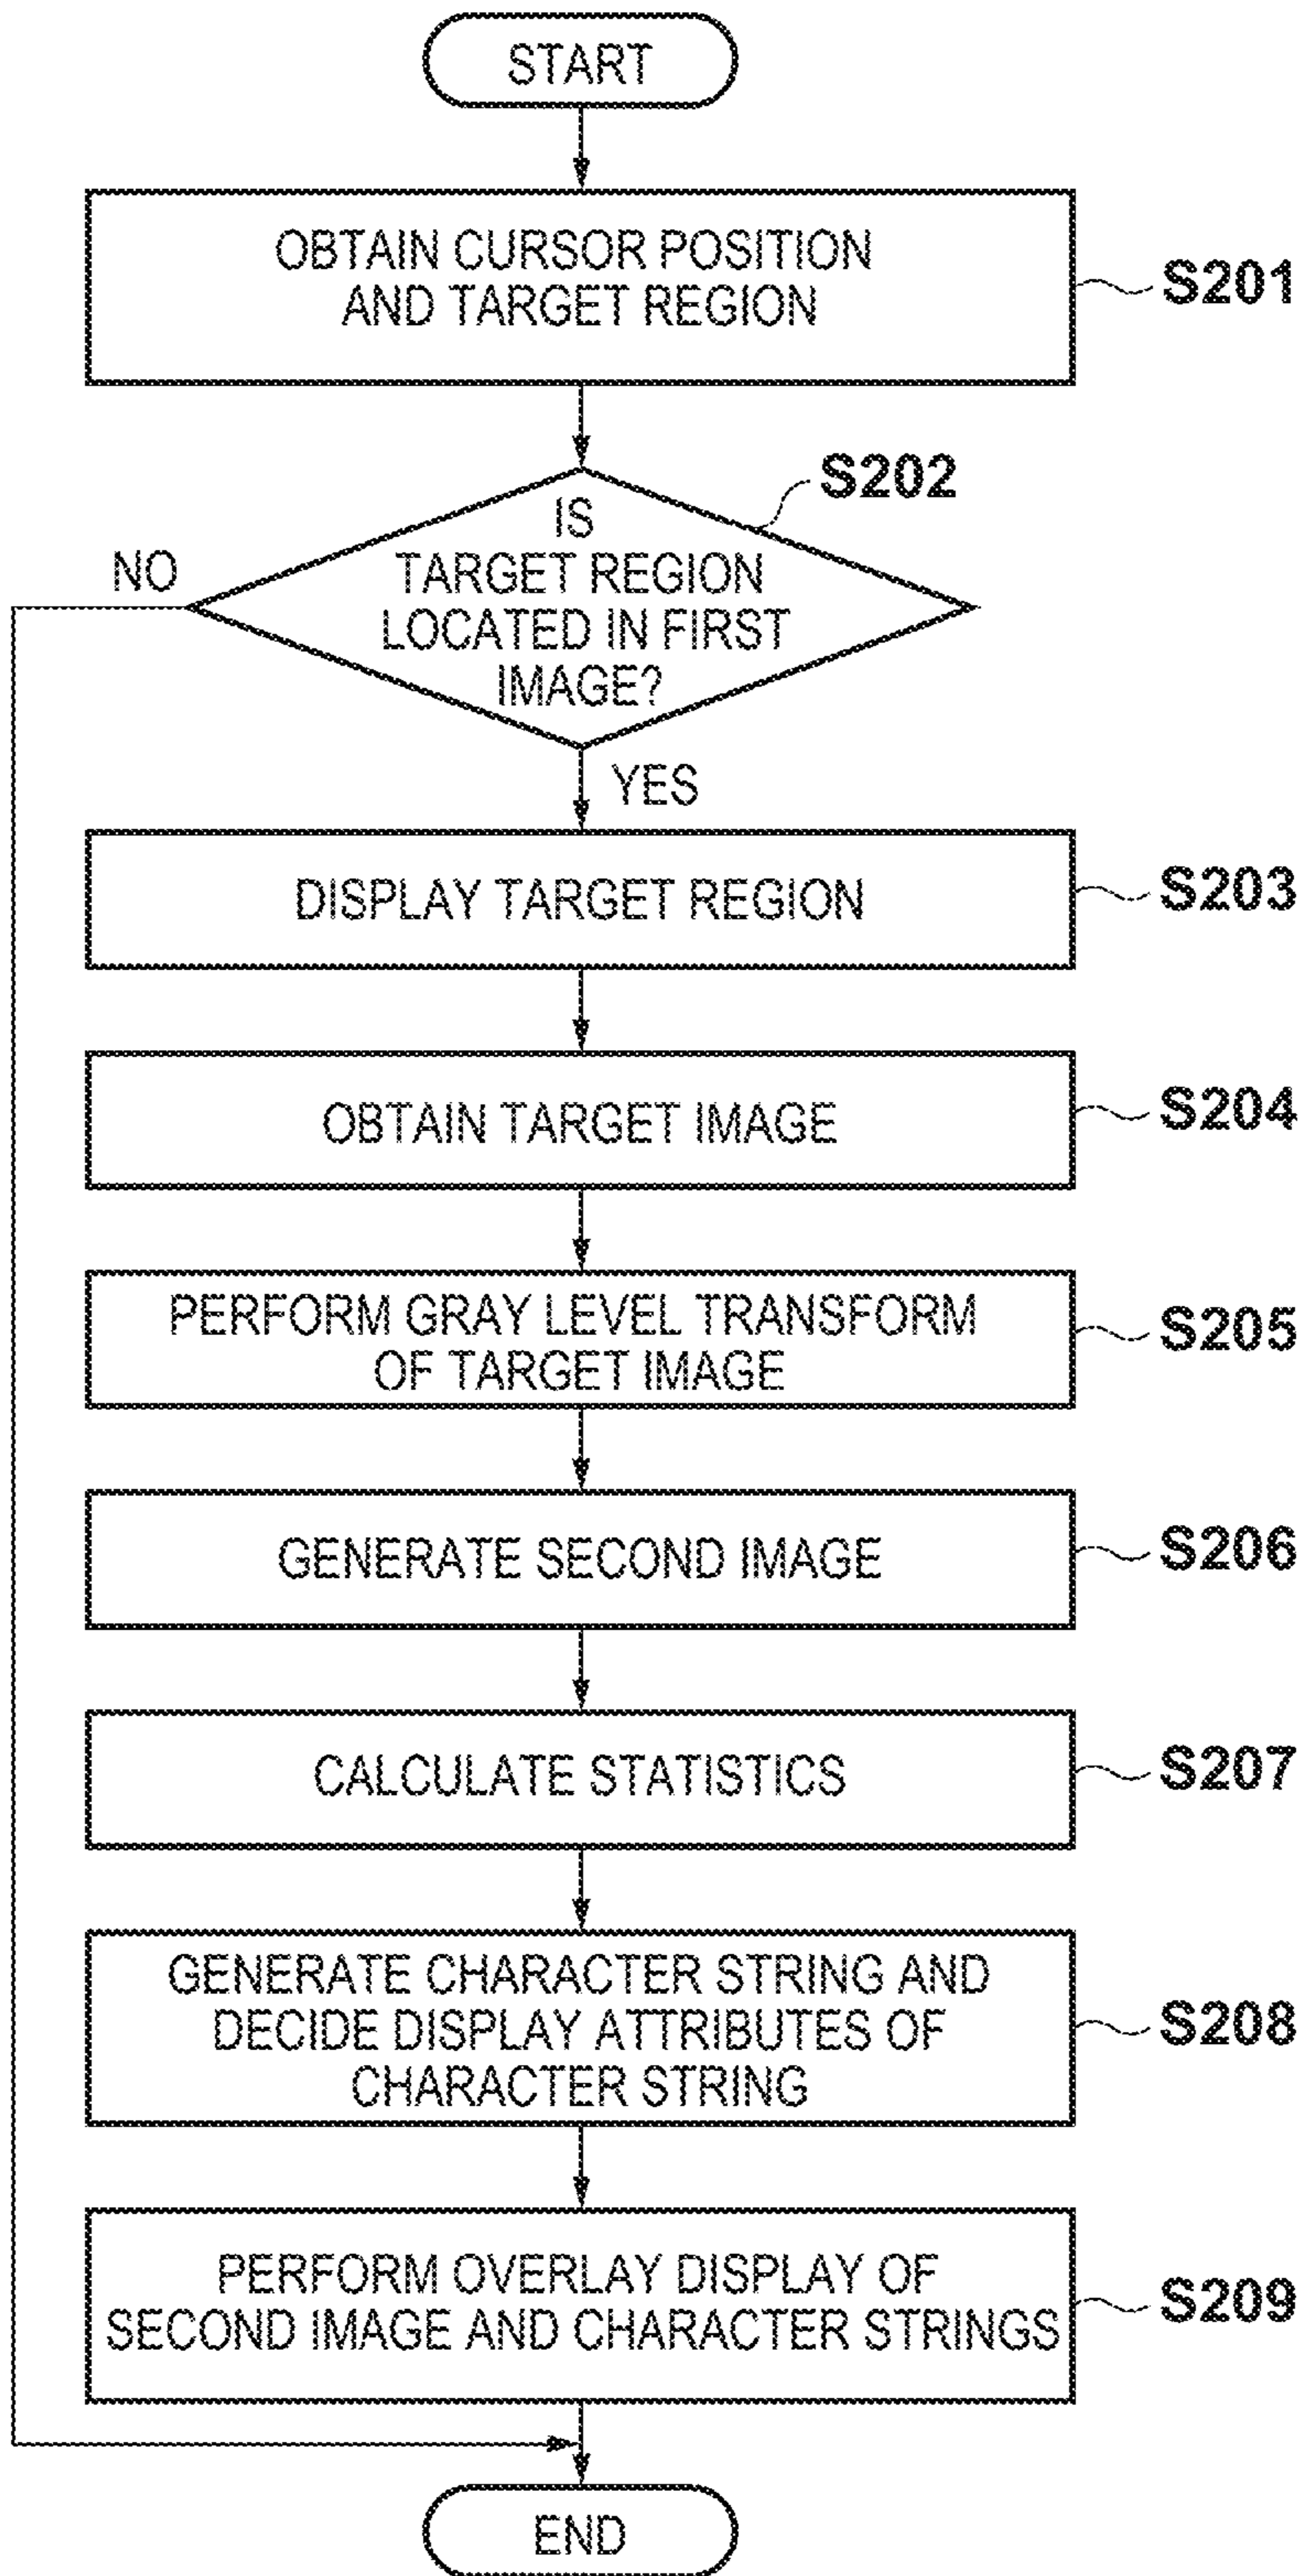 START
OBTAIN CURSOR POSITION
AND TARGET REGION
S201
S202
IS
TARGET REGION
LOCATED IN FIRST
IMAGE?
NO
YES
DISPLAY TARGET REGION
S203
OBTAIN TARGET IMAGE
S204
PERFORM GRAY LEVEL TRANSFORM
OF TARGET IMAGE
S205
GENERATE SECOND IMAGE
S206
CALCULATE STATISTICS
S207
GENERATE CHARACTER STRING AND
DECIDE DISPLAY ATTRIBUTES OF
CHARACTER STRING
S208
PERFORM OVERLAY DISPLAY OF
SECOND IMAGE AND CHARACTER STRINGS
S209
END